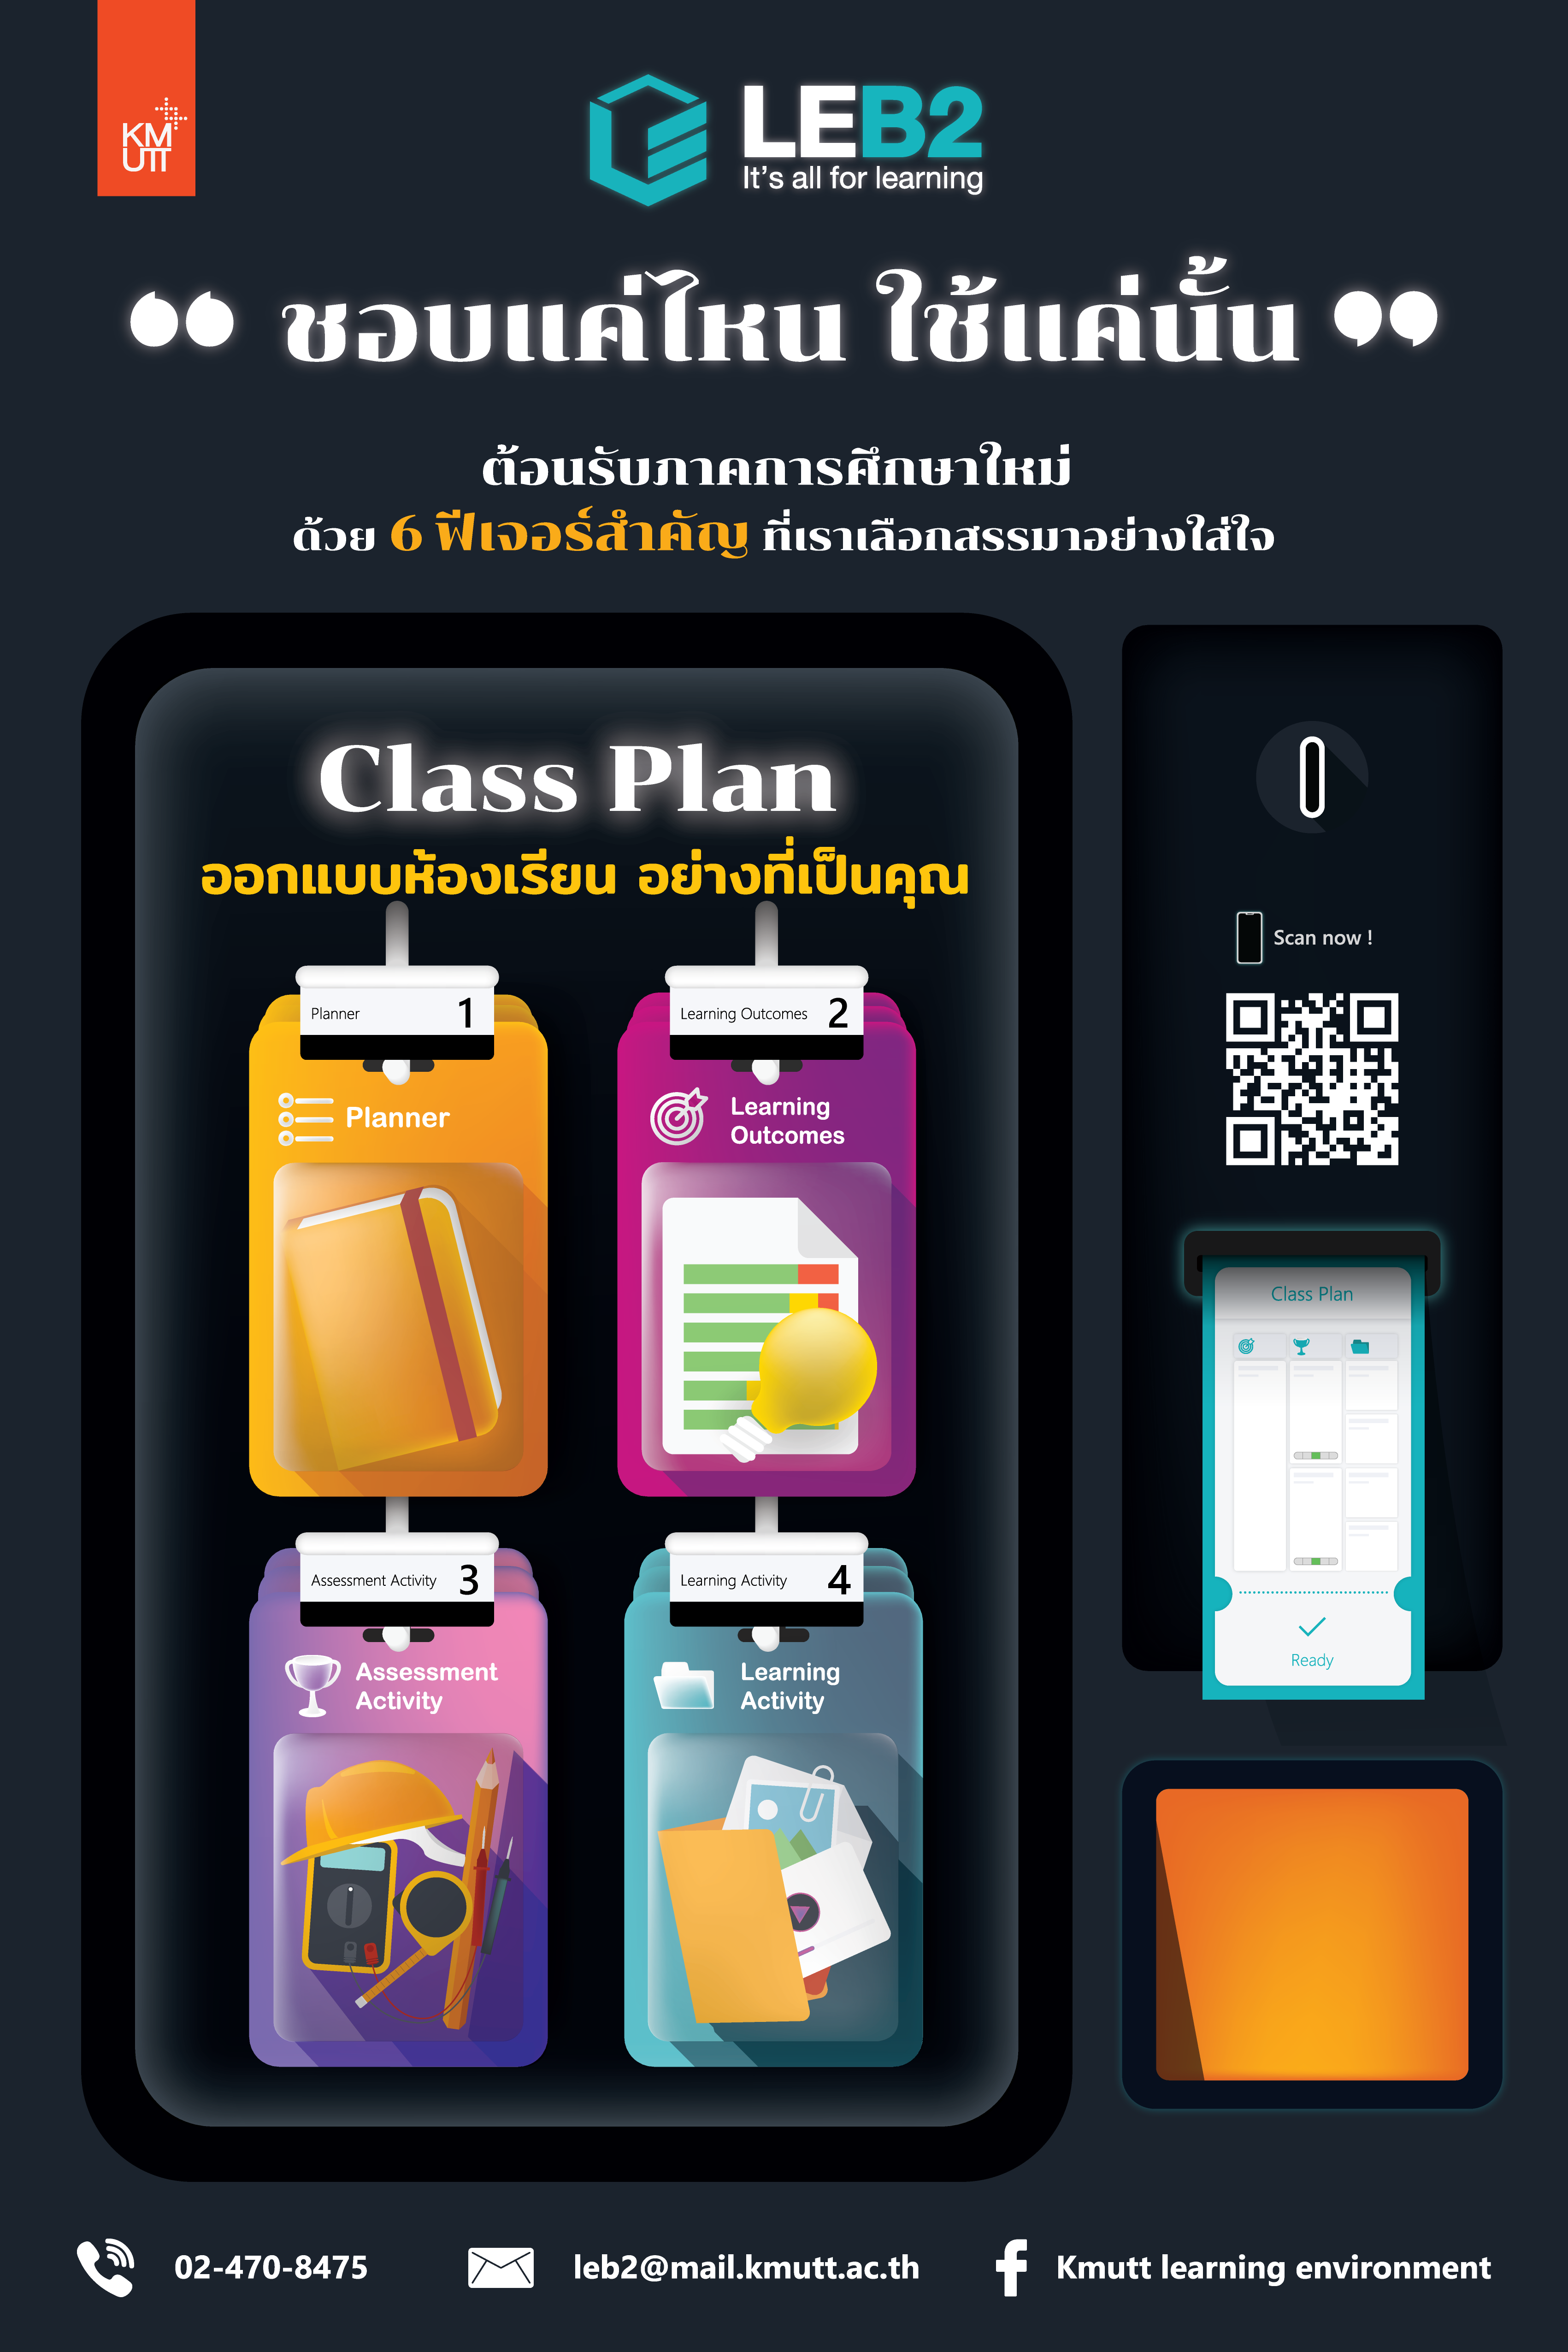 KM
UTT
LEB2
It's all for learning
“ ชอบแค่ไหน ใช้แค่นั้น ”
ต้อนรับภาคการศึกษาใหม่
ด้วย 6 ฟีเจอร์สำคัญ ที่เราเลือกสรรมาอย่างใส่ใจ
Class Plan
ออกแบบห้องเรียน อย่างที่เป็นคุณ
Planner 1
Planner
Learning Outcomes 2
Learning
Outcomes
Assessment Activity 3
Assessment
Activity
Learning Activity 4
Learning
Activity
Scan now !
Class Plan
Ready
02-470-8475
leb2@mail.kmutt.ac.th
Kmutt learning environment